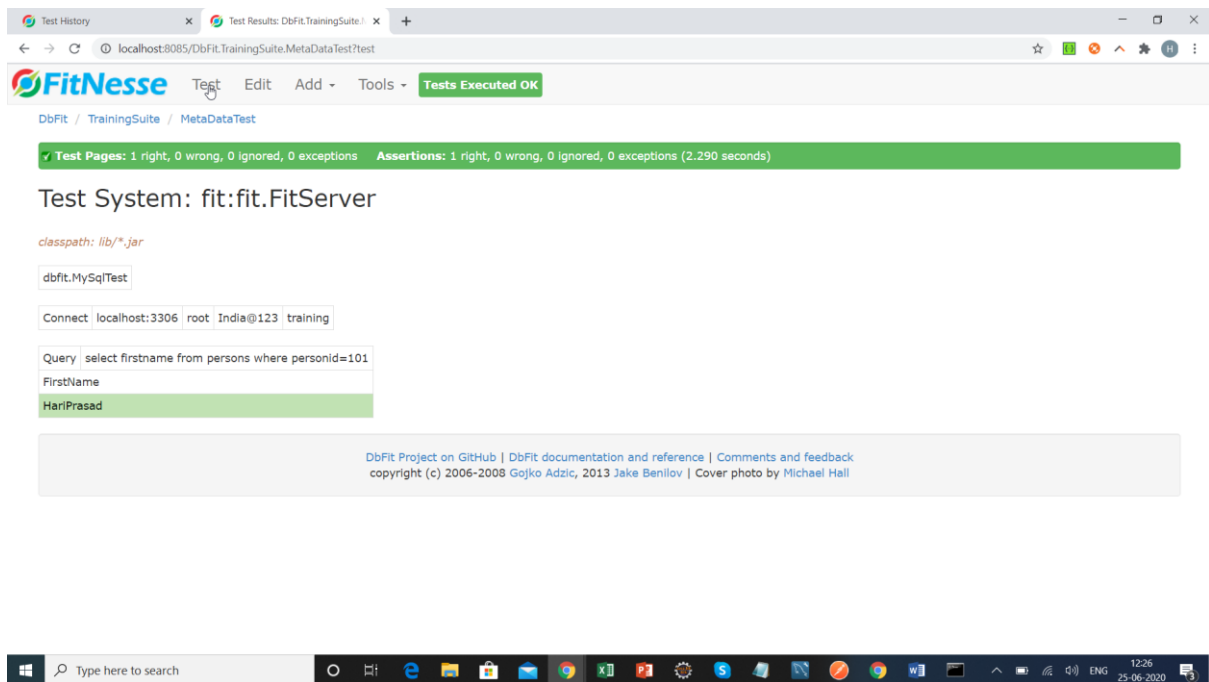 Test History
Test Results: DbFit.TrainingSuite.
localhost:8085/DbFit.TrainingSuite.MetaDataTest?test
H
FitNesse Test Edit Add Tools Tests Executed OK
DbFit / TrainingSuite / MetaDataTest
Test Pages: 1 right, 0 wrong, 0 ignored, 0 exceptions Assertions: 1 right, 0 wrong, 0 ignored, 0 exceptions (2.290 seconds)
Test System: fit:fit.FitServer
classpath: lib/*.jar
dbfit.MySqlTest
Connect localhost:3306 root India@123 training
Query select firstname from persons where personid=101
FirstName
HariPrasad
DbFit Project on GitHub | DbFit documentation and reference | Comments and feedback
copyright (c) 2006-2008 Gojko Adzic, 2013 Jake Benilov | Cover photo by Michael Hall
Type here to search
ENG
12:26
25-06-2020
3